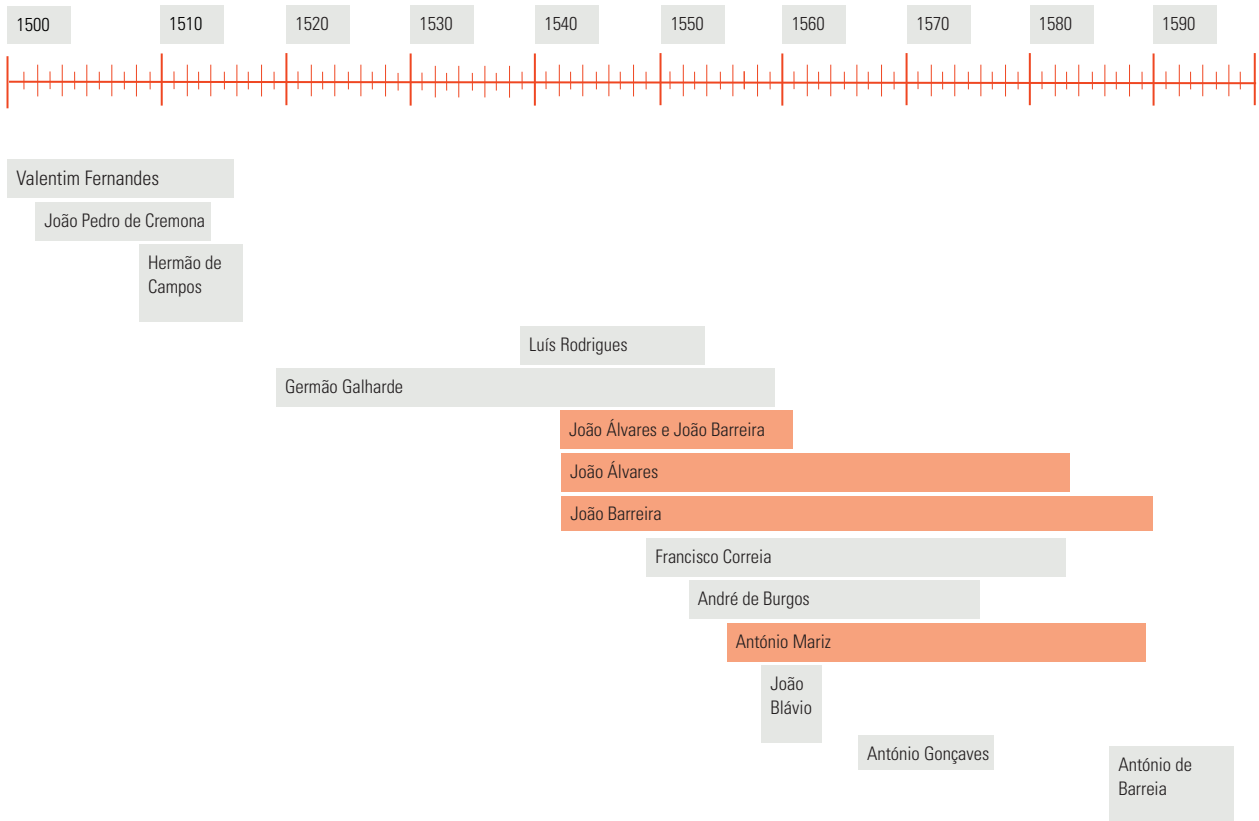 1500 1510 1520 1530 1540 1550 1560 1570 1580 1590
Valentim Fernandes
João Pedro de Cremona
Hermão de
Campos
Luís Rodrigues
Germão Galharde
João Álvares e João Barreira
João Álvares
João Barreira
Francisco Correia
André de Burgos
António Mariz
João
Blávio
António Gonçaves
António de
Barreia